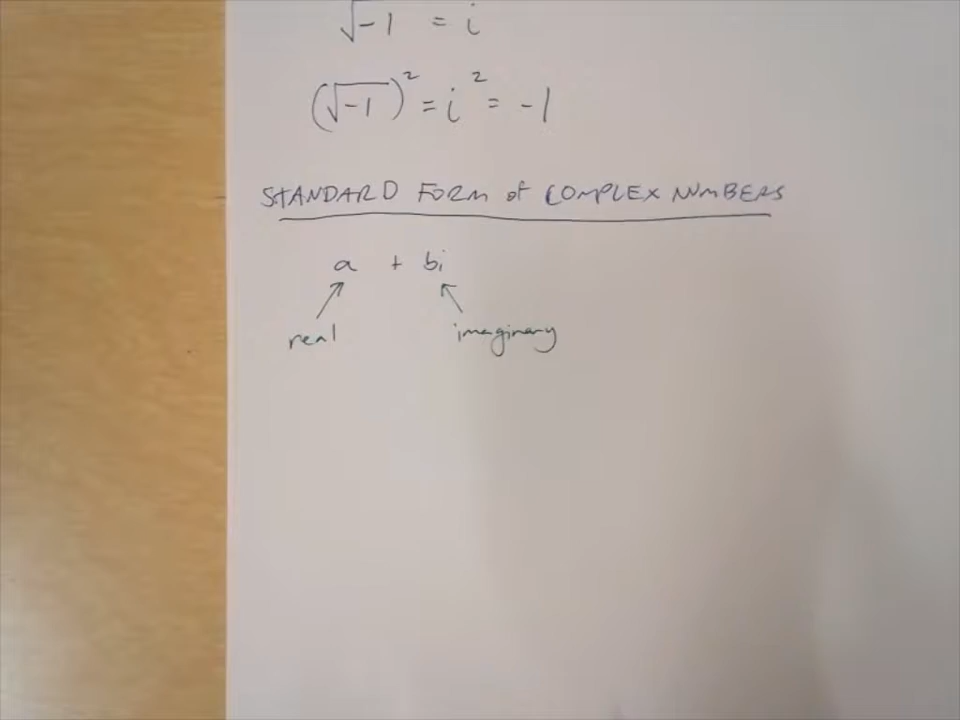 √-1 = i
(√-1)² = i² = -1
STANDARD FORM of COMPLEX NUMBERS
a + bi
real imaginary